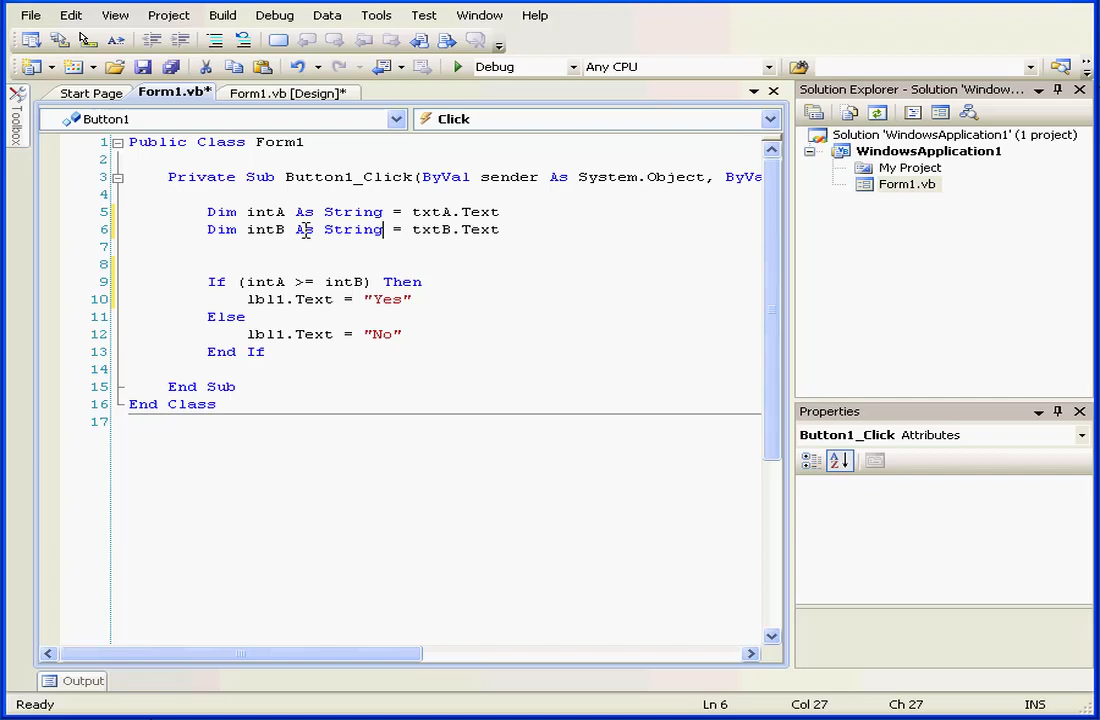 File Edit View Project Build Debug Data Tools Test Window Help
Debug Any CPU
Start Page Form1.vb* Form1.vb [Design]*
Solution Explorer - Solution 'Window...
Toolbox
Button1 Click
Solution 'WindowsApplication1' (1 project)
WindowsApplication1
My Project
Form1.vb
1 Public Class Form1
2
3 Private Sub Button1_Click(ByVal sender As System.Object, ByVa
4
5 Dim intA As String = txtA.Text
6 Dim intB As String = txtB.Text
7
8
9 If (intA >= intB) Then
10 lbl1.Text = "Yes"
11 Else
12 lbl1.Text = "No"
13 End If
14
15 End Sub
16 End Class
17
Properties
Button1_Click Attributes
Output
Ready Ln 6 Col 27 Ch 27 INS